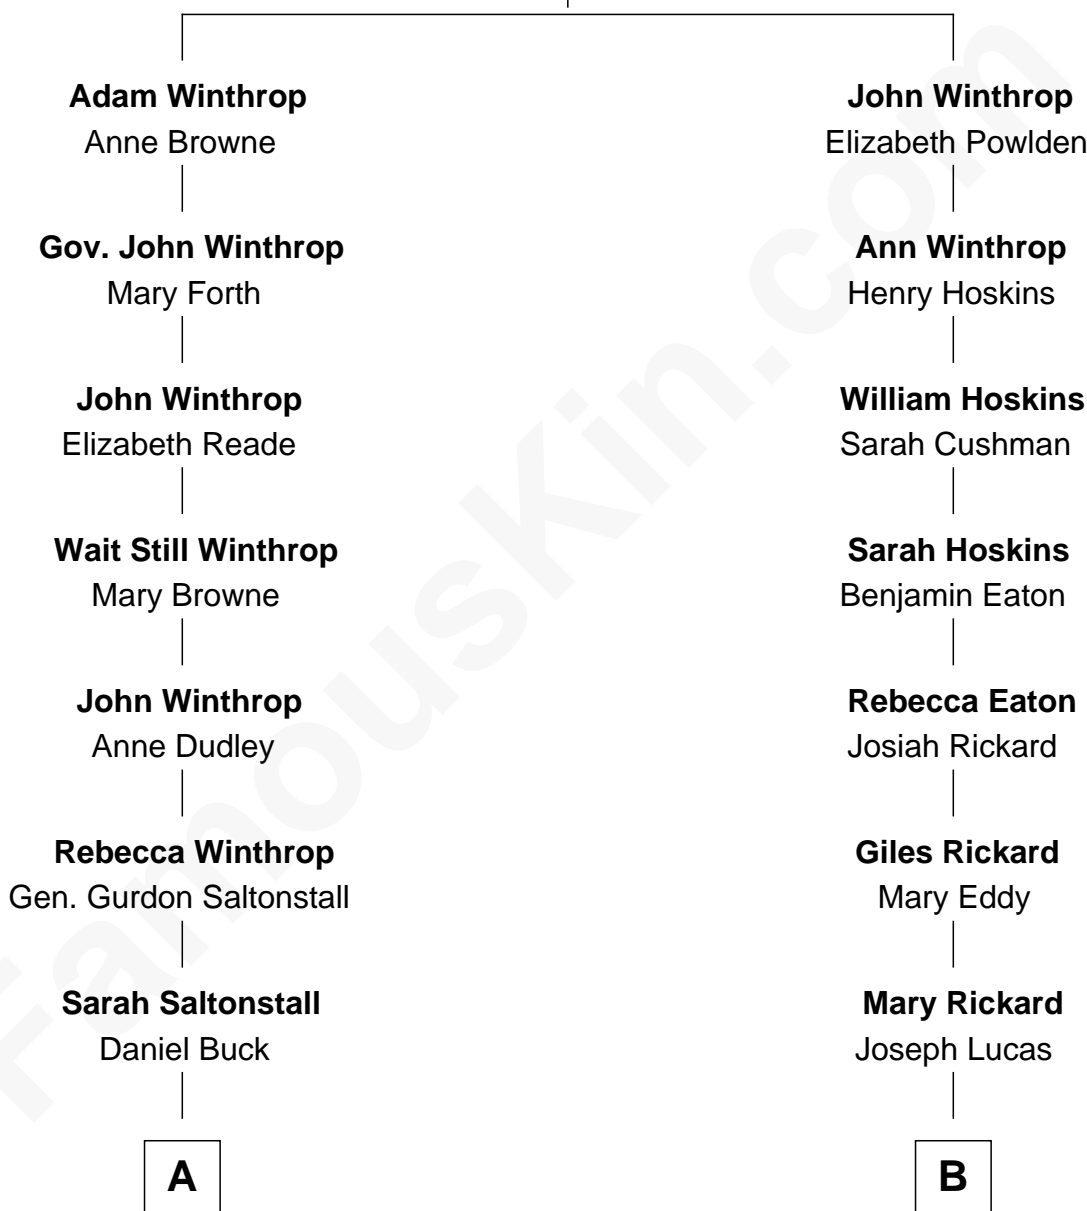 Adam Winthrop
Anne Browne
Gov. John Winthrop
Mary Forth
John Winthrop
Elizabeth Reade
Wait Still Winthrop
Mary Browne
John Winthrop
Anne Dudley
Rebecca Winthrop
Gen. Gurdon Saltonstall
Sarah Saltonstall
Daniel Buck
A
John Winthrop
Elizabeth Powlden
Ann Winthrop
Henry Hoskins
William Hoskins
Sarah Cushman
Sarah Hoskins
Benjamin Eaton
Rebecca Eaton
Josiah Rickard
Giles Rickard
Mary Eddy
Mary Rickard
Joseph Lucas
B
FamousKin.com